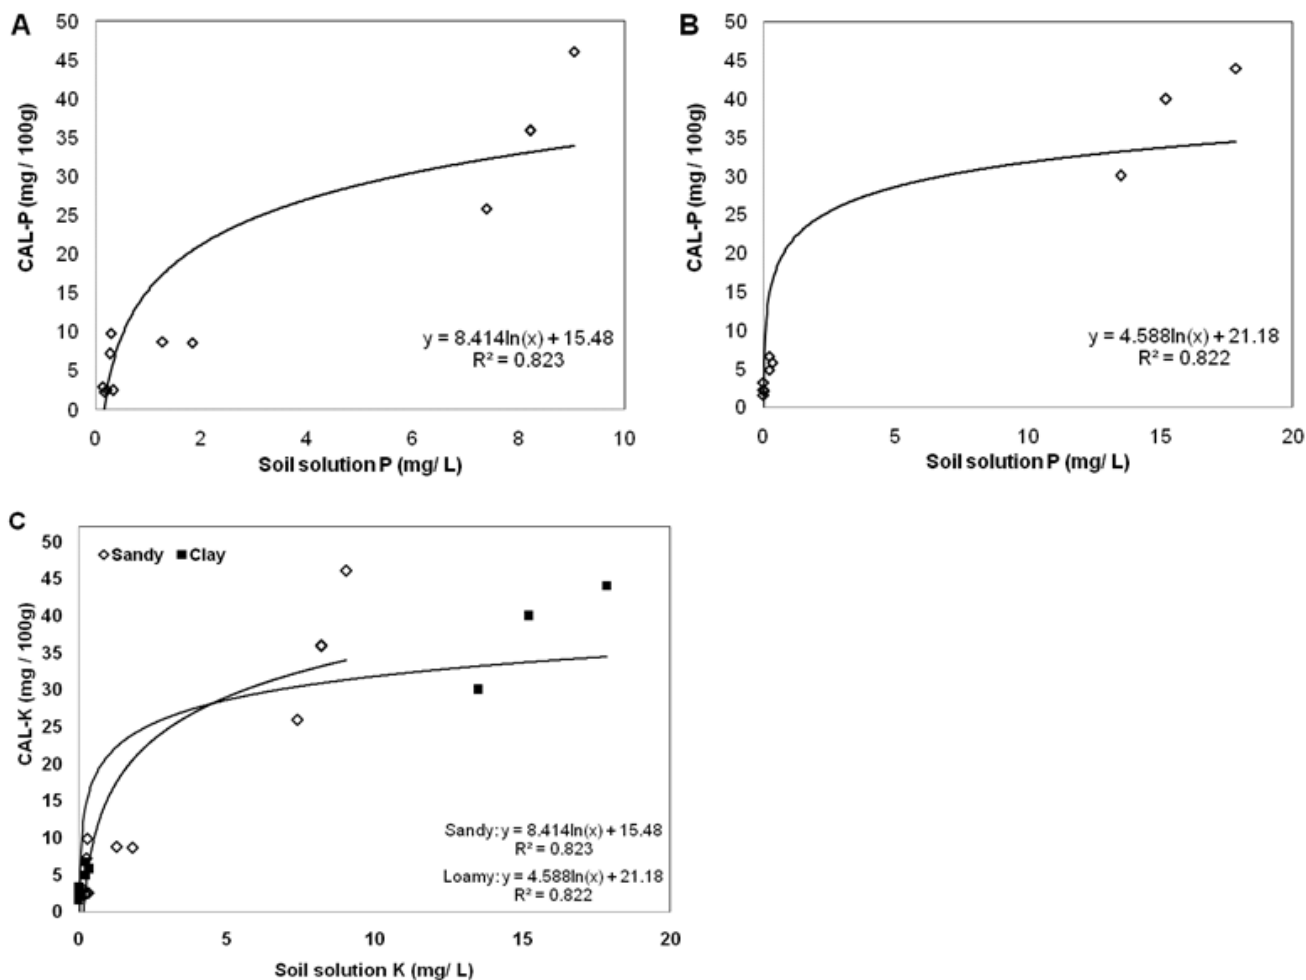 A
CAL-P (mg / 100g)
50
45
40
35
30
25
20
15
10
5
0
y = 8.414ln(x) + 15.48
R² = 0.823
0 2 4 6 8 10
Soil solution P (mg/ L)
B
CAL-P (mg / 100g)
50
45
40
35
30
25
20
15
10
5
0
y = 4.588ln(x) + 21.18
R² = 0.822
0 5 10 15 20
Soil solution P (mg/ L)
C
CAL-K (mg / 100g)
50
45
40
35
30
25
20
15
10
5
0
Sandy Clay
Sandy: y = 8.414ln(x) + 15.48
R² = 0.823
Loamy: y = 4.588ln(x) + 21.18
R² = 0.822
0 5 10 15 20
Soil solution K (mg/ L)